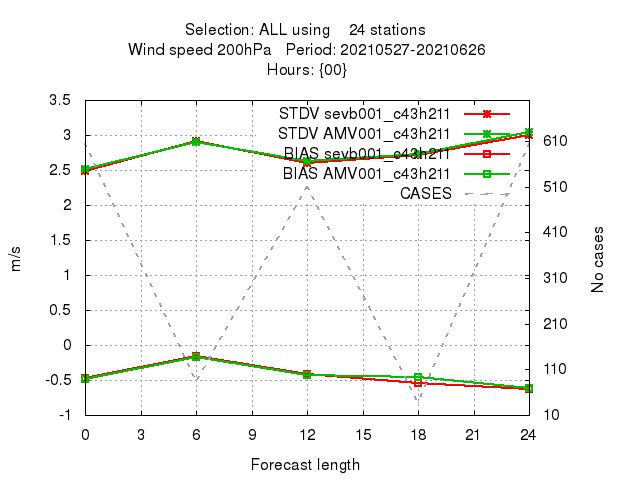 Selection: ALL using 24 stations
Wind speed 200hPa Period: 20210527-20210626
Hours: {00}
3.5
3
2.5
2
1.5
1
0.5
0
-0.5
-1
m/s
STDV sevb001_c43h211
STDV AMV001_c43h211
BIAS sevb001_c43h211
BIAS AMV001_c43h211
CASES
610
510
410
310
210
110
10
No cases
0 3 6 9 12 15 18 21 24
Forecast length